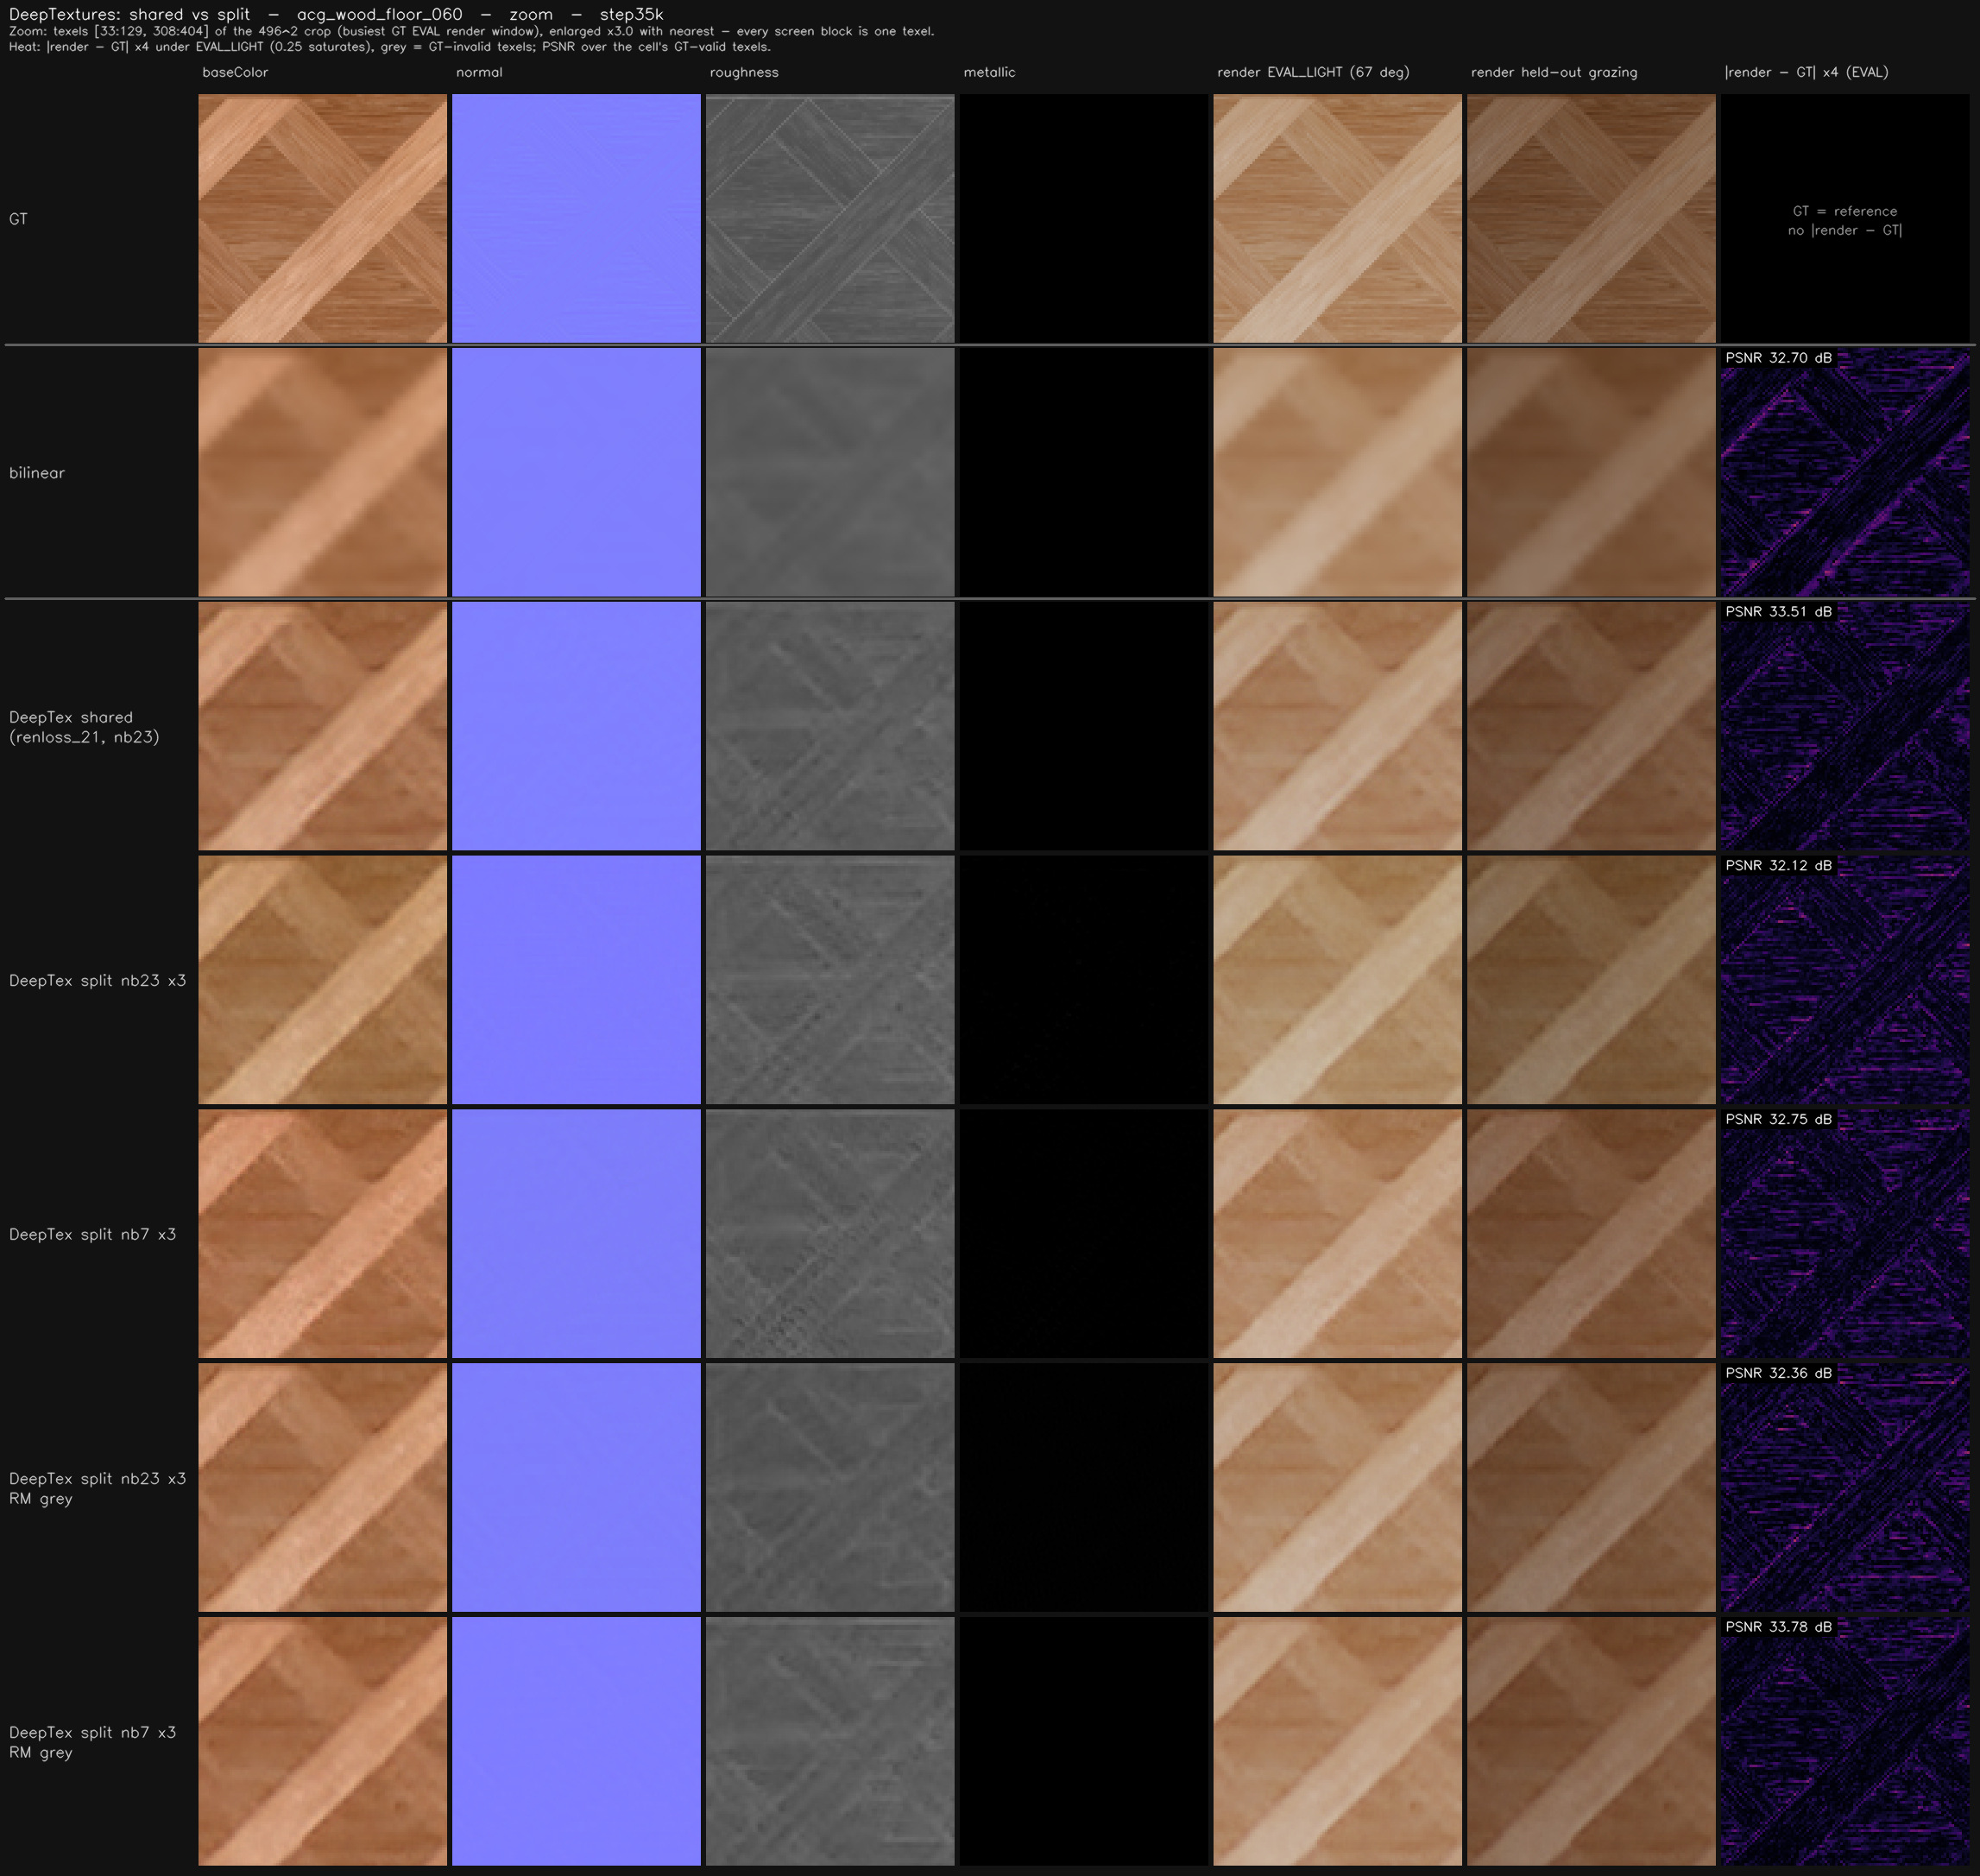 DeepTextures: shared vs split — acg_wood_floor_060 — zoom — step35k
Zoom: texels [33:129, 308:404] of the 496^2 crop (busiest GT EVAL render window), enlarged x3.0 with nearest — every screen block is one texel.
Heat: |render — GT| x4 under EVAL_LIGHT (0.25 saturates), grey = GT-invalid texels; PSNR over the cell's GT-valid texels.
baseColor normal roughness metallic render EVAL_LIGHT (67 deg) render held-out grazing |render — GT| x4 (EVAL)
GT
GT = reference
no |render — GT|
bilinear
PSNR 32.70 dB
DeepTex shared
(renloss_21, nb23)
PSNR 33.51 dB
DeepTex split nb23 x3
PSNR 32.12 dB
DeepTex split nb7 x3
PSNR 32.75 dB
DeepTex split nb23 x3
RM grey
PSNR 32.36 dB
DeepTex split nb7 x3
RM grey
PSNR 33.78 dB